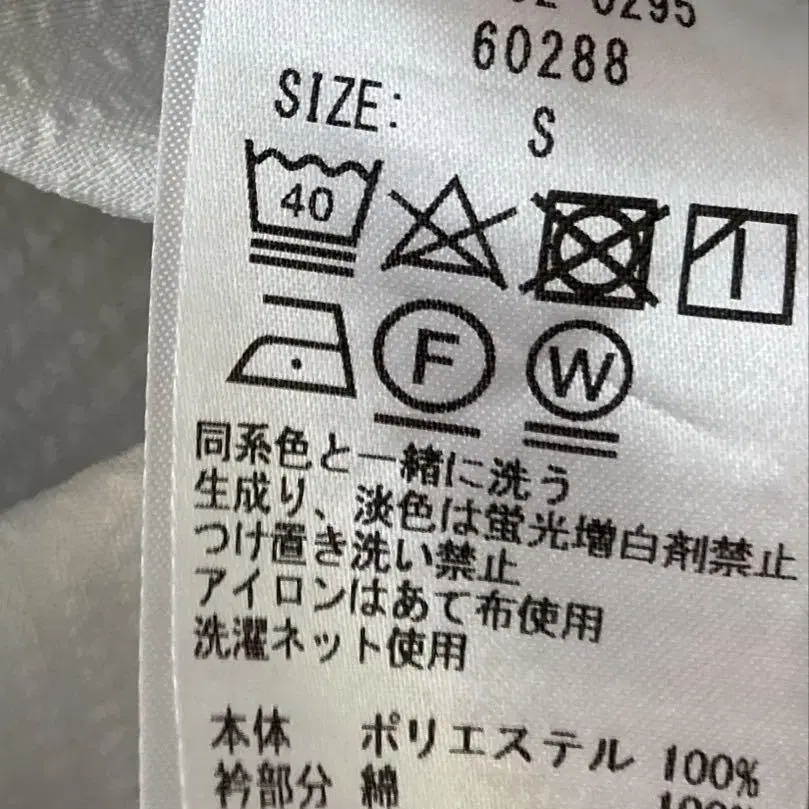 0295
60288
SIZE: S
40
F W
同系色と一緒に洗う
生成り、淡色は蛍光増白剤禁止
つけ置き洗い禁止
アイロンはあて布使用
洗濯ネット使用
本体 ポリエステル 100%
衿部分 綿